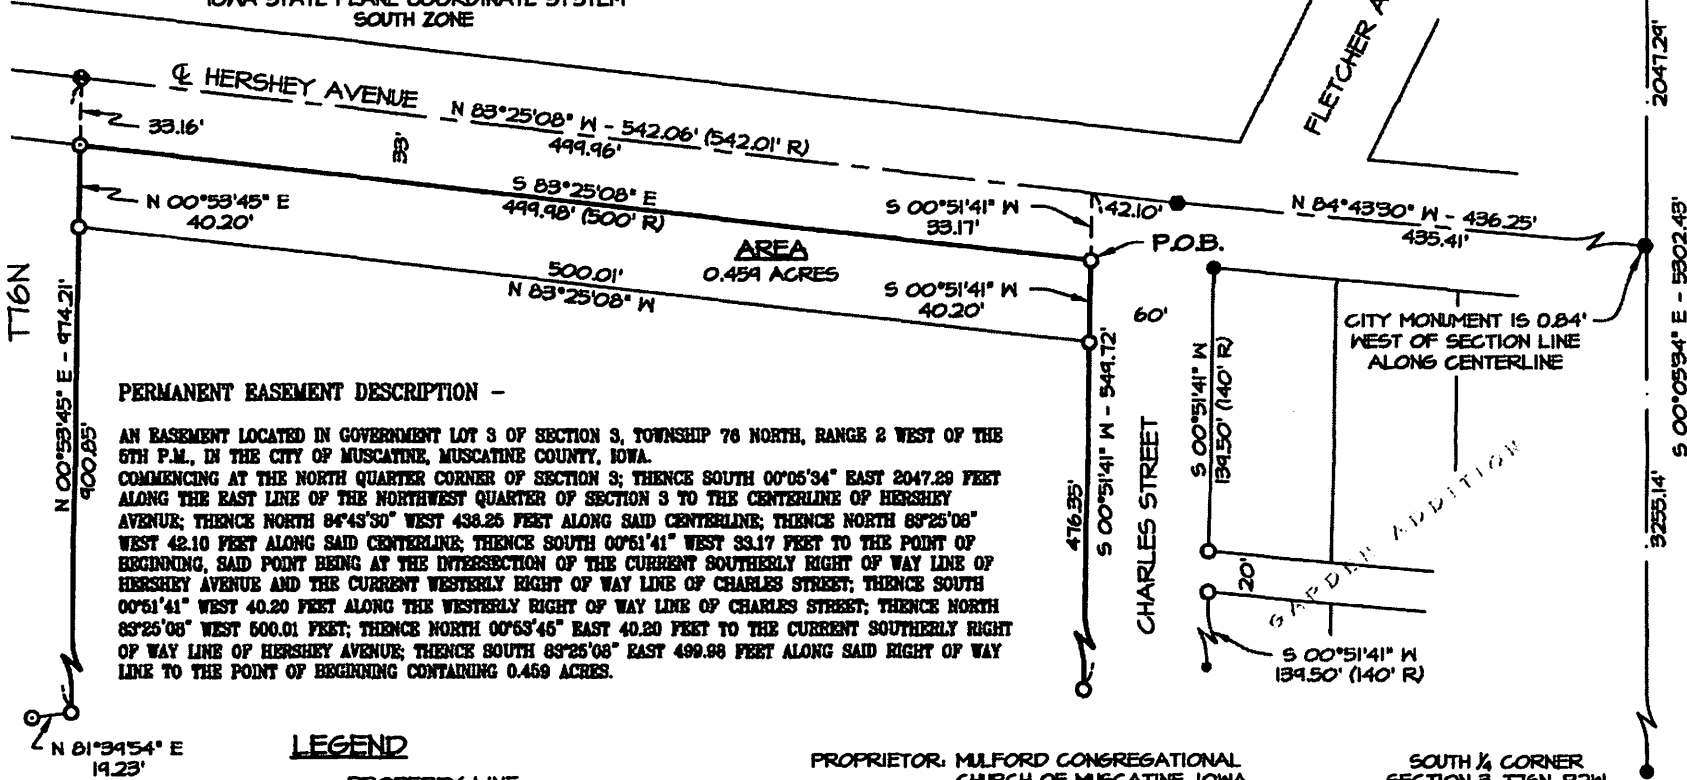 IOWA STATE PLANE COORDINATE SYSTEM
SOUTH ZONE
℄ HERSHEY AVENUE
N 83°25'08" W - 542.06' (542.01' R)
499.96'
33.16'
33'
N 00°53'45" E
40.20'
S 83°25'08" E
499.98' (500' R)
AREA
0.459 ACRES
500.01'
N 83°25'08" W
S 00°51'41" W
33.17'
S 00°51'41" W
40.20'
42.10'
P.O.B.
FLETCHER A
N 84°43'30" W - 436.25'
435.41'
2047.29'
S 00°05'34" E - 5302.43'
3255.14'
CITY MONUMENT IS 0.84'
WEST OF SECTION LINE
ALONG CENTERLINE
60'
S 00°51'41" W
139.50' (140' R)
T76N
N 00°53'45" E - 974.21'
900.85'
PERMANENT EASEMENT DESCRIPTION -
AN EASEMENT LOCATED IN GOVERNMENT LOT 3 OF SECTION 3, TOWNSHIP 76 NORTH, RANGE 2 WEST OF THE
5TH P.M., IN THE CITY OF MUSCATINE, MUSCATINE COUNTY, IOWA.
COMMENCING AT THE NORTH QUARTER CORNER OF SECTION 3; THENCE SOUTH 00°05'34" EAST 2047.29 FEET
ALONG THE EAST LINE OF THE NORTHWEST QUARTER OF SECTION 3 TO THE CENTERLINE OF HERSHEY
AVENUE; THENCE NORTH 84°43'30" WEST 436.25 FEET ALONG SAID CENTERLINE; THENCE NORTH 83°25'08"
WEST 42.10 FEET ALONG SAID CENTERLINE; THENCE SOUTH 00°51'41" WEST 33.17 FEET TO THE POINT OF
BEGINNING, SAID POINT BEING AT THE INTERSECTION OF THE CURRENT SOUTHERLY RIGHT OF WAY LINE OF
HERSHEY AVENUE AND THE CURRENT WESTERLY RIGHT OF WAY LINE OF CHARLES STREET; THENCE SOUTH
00°51'41" WEST 40.20 FEET ALONG THE WESTERLY RIGHT OF WAY LINE OF CHARLES STREET; THENCE NORTH
83°25'08" WEST 500.01 FEET; THENCE NORTH 00°53'45" EAST 40.20 FEET TO THE CURRENT SOUTHERLY RIGHT
OF WAY LINE OF HERSHEY AVENUE; THENCE SOUTH 83°25'08" EAST 499.98 FEET ALONG SAID RIGHT OF WAY
LINE TO THE POINT OF BEGINNING CONTAINING 0.459 ACRES.
476.35'
S 00°51'41" W - 549.72'
CHARLES STREET
20'
GARDEN ADDITION
S 00°51'41" W
139.50' (140' R)
N 81°39'54" E
19.23'
LEGEND
PROPERTY LINE
PROPRIETOR: MULFORD CONGREGATIONAL
CHURCH OF MUSCATINE, IOWA
SOUTH ¼ CORNER
SECTION 3, T76N, R2W